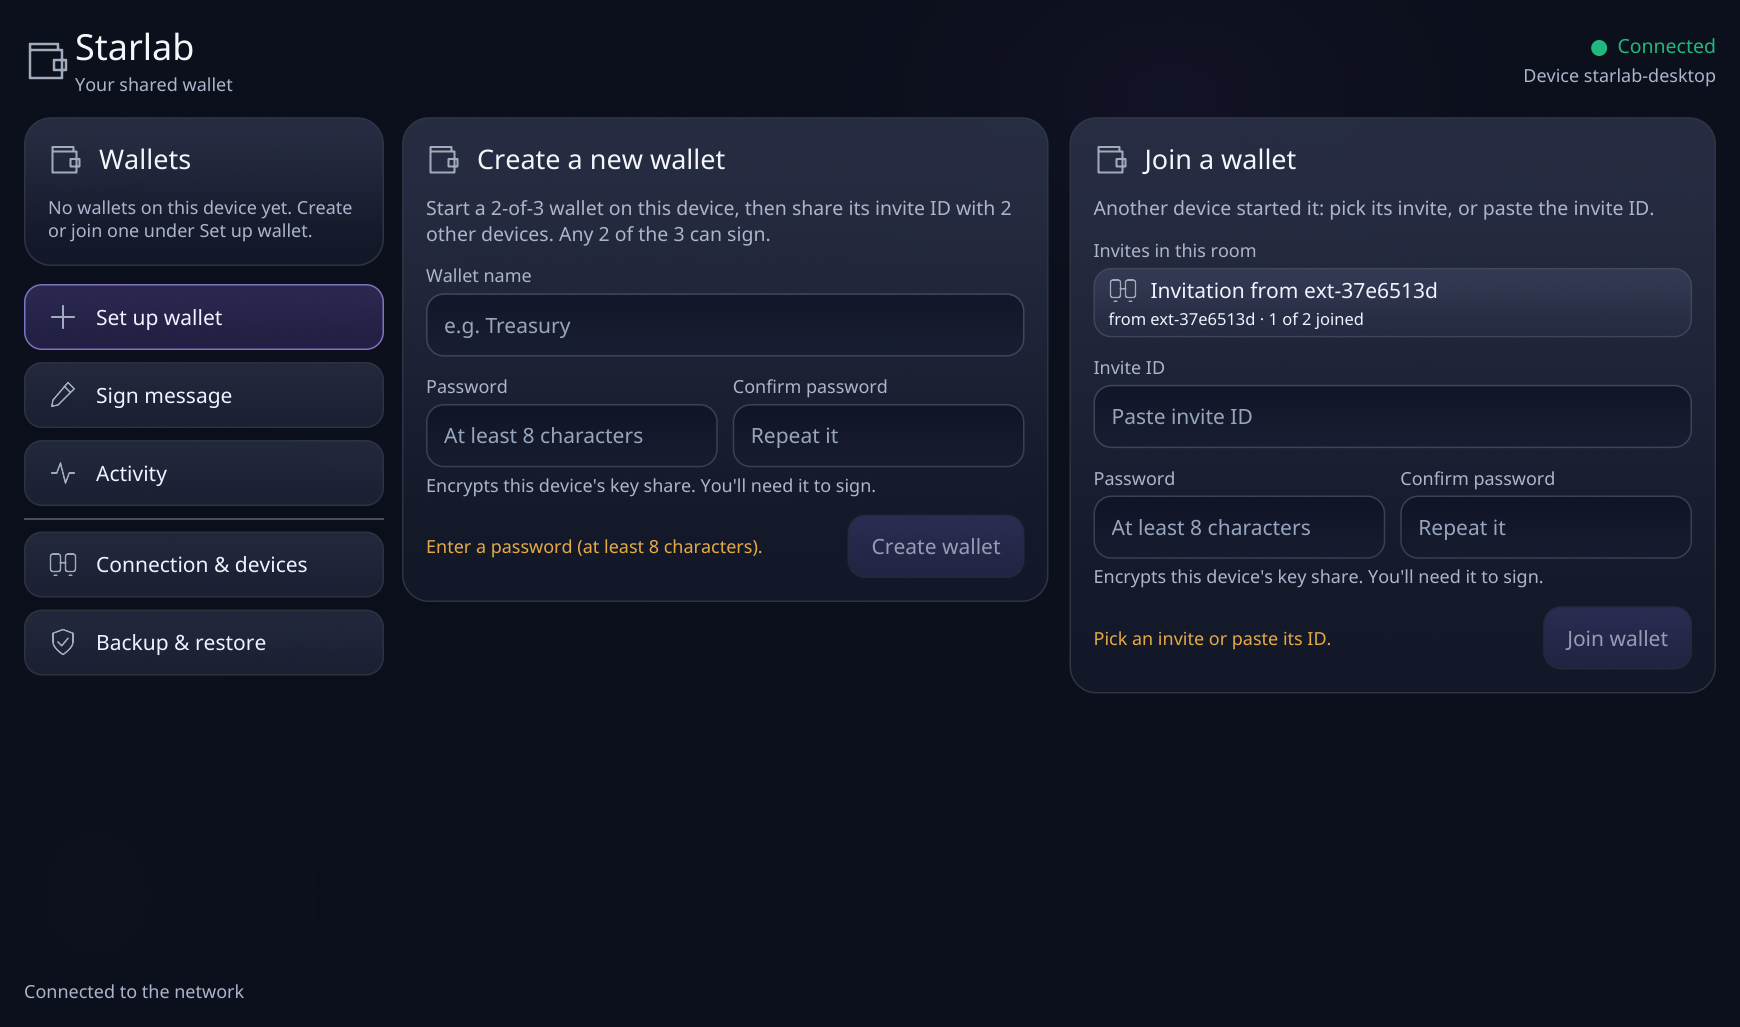 Starlab
Your shared wallet
Connected
Device starlab-desktop
Wallets
No wallets on this device yet. Create
or join one under Set up wallet.
Set up wallet
Sign message
Activity
Connection & devices
Backup & restore
Create a new wallet
Start a 2-of-3 wallet on this device, then share its invite ID with 2
other devices. Any 2 of the 3 can sign.
Wallet name
e.g. Treasury
Password
Confirm password
At least 8 characters
Repeat it
Encrypts this device's key share. You'll need it to sign.
Enter a password (at least 8 characters).
Create wallet
Join a wallet
Another device started it: pick its invite, or paste the invite ID.
Invites in this room
Invitation from ext-37e6513d
from ext-37e6513d · 1 of 2 joined
Invite ID
Paste invite ID
Password
Confirm password
At least 8 characters
Repeat it
Encrypts this device's key share. You'll need it to sign.
Pick an invite or paste its ID.
Join wallet
Connected to the network